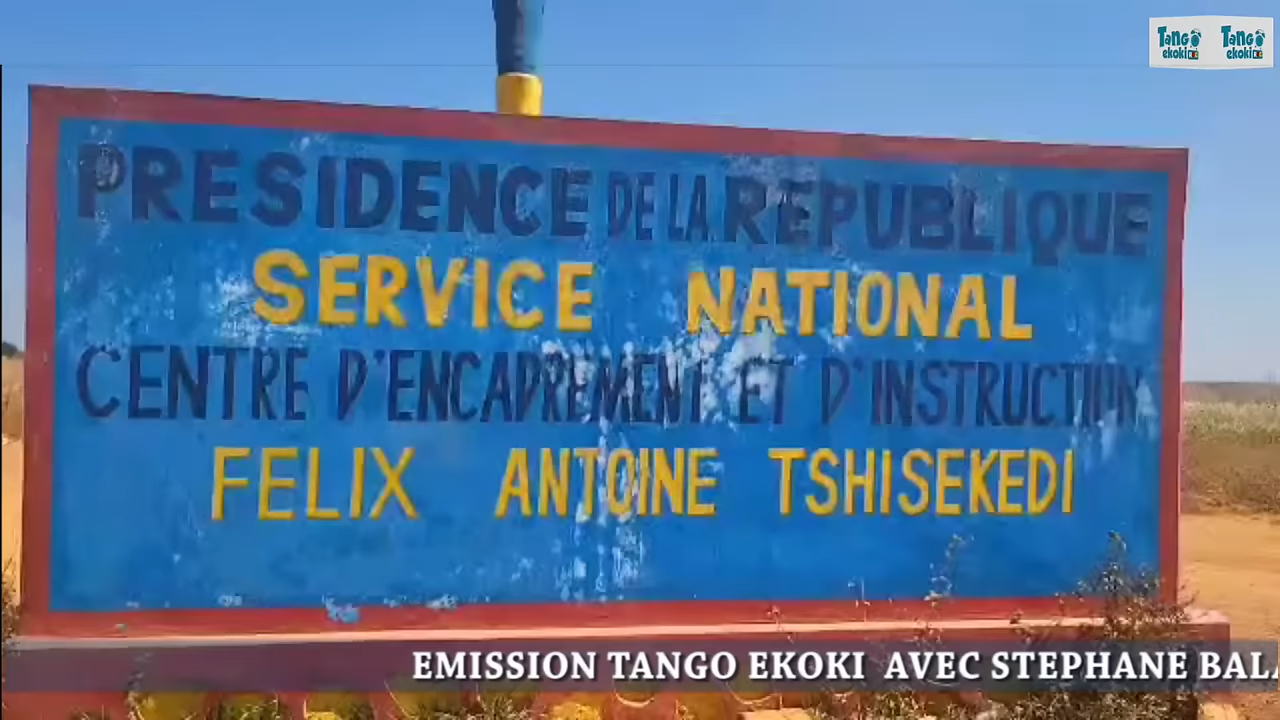 Tango ekoki Tango ekoki
PRESIDENCE DE LA REPUBLIQUE
SERVICE NATIONAL
CENTRE D'ENCADREMENT ET D'INSTRUCTION
FELIX ANTOINE TSHISEKEDI
EMISSION TANGO EKOKI AVEC STEPHANE